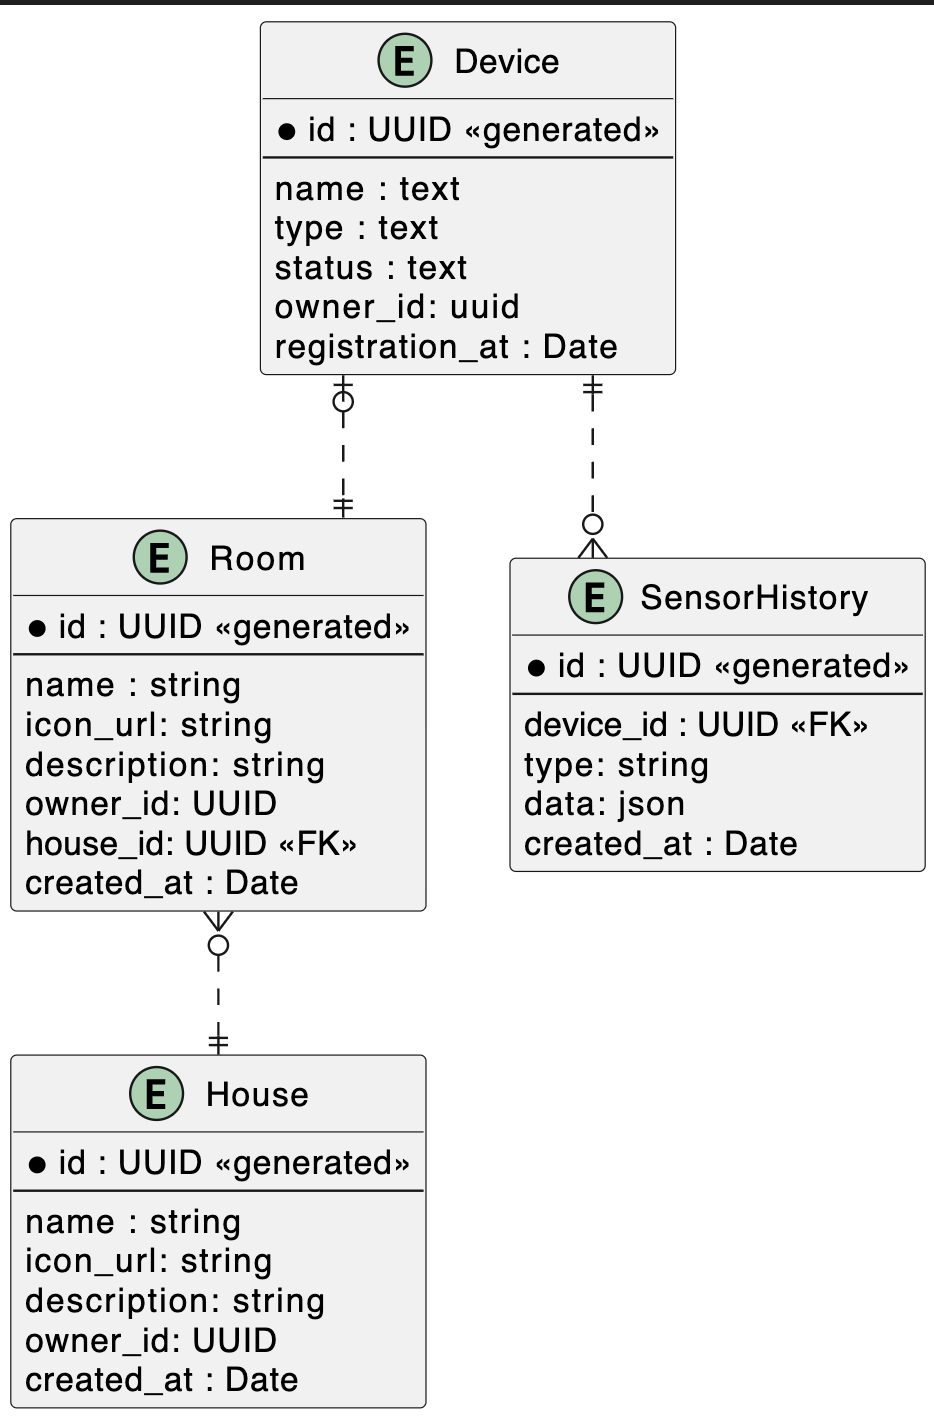 E Device
id : UUID «generated»
name : text
type : text
status : text
owner_id: uuid
registration_at : Date
E Room
id : UUID «generated»
name : string
icon_url: string
description: string
owner_id: UUID
house_id: UUID «FK»
created_at : Date
E SensorHistory
id : UUID «generated»
device_id : UUID «FK»
type: string
data: json
created_at : Date
E House
id : UUID «generated»
name : string
icon_url: string
description: string
owner_id: UUID
created_at : Date